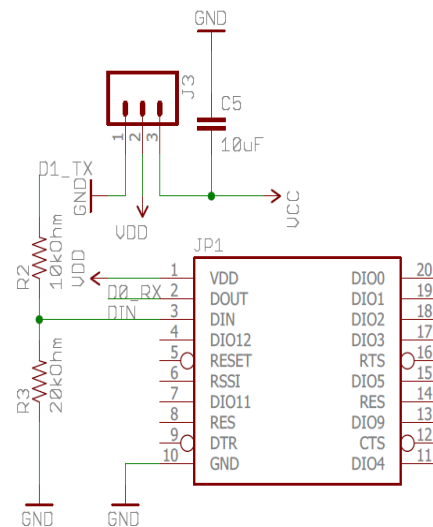 GND
J3
1 2 3
C5
10uF
D1_TX
GND
VDD
VCC
R2
10kOhm
VDD
D0_RX
DIN
R3
20kOhm
GND
GND
JP1
1 VDD DIO0 20
2 DOUT DIO1 19
3 DIN DIO2 18
4 DIO12 DIO3 17
5 RESET RTS 16
6 RSSI DIO5 15
7 DIO11 RES 14
8 RES DIO9 13
9 DTR CTS 12
10 GND DIO4 11